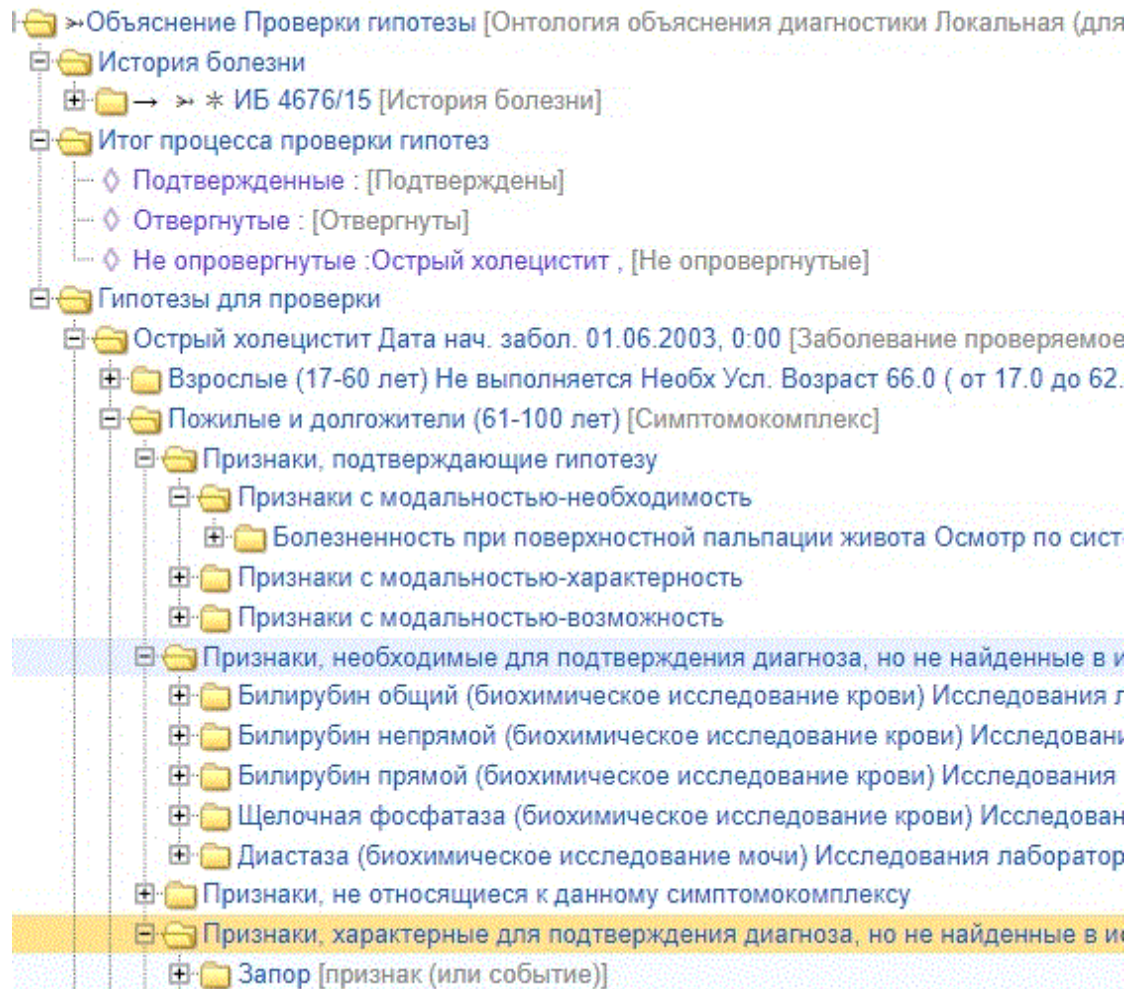 Объяснение Проверки гипотезы [Онтология объяснения диагностики Локальная (для
История болезни
→ ⤖ * ИБ 4676/15 [История болезни]
Итог процесса проверки гипотез
Подтвержденные : [Подтверждены]
Отвергнутые : [Отвергнуты]
Не опровергнутые :Острый холецистит , [Не опровергнутые]
Гипотезы для проверки
Острый холецистит Дата нач. забол. 01.06.2003, 0:00 [Заболевание проверяемое
Взрослые (17-60 лет) Не выполняется Необх Усл. Возраст 66.0 ( от 17.0 до 62.
Пожилые и долгожители (61-100 лет) [Симптомокомплекс]
Признаки, подтверждающие гипотезу
Признаки с модальностью-необходимость
Болезненность при поверхностной пальпации живота Осмотр по сист
Признаки с модальностью-характерность
Признаки с модальностью-возможность
Признаки, необходимые для подтверждения диагноза, но не найденные в и
Билирубин общий (биохимическое исследование крови) Исследования л
Билирубин непрямой (биохимическое исследование крови) Исследовани
Билирубин прямой (биохимическое исследование крови) Исследования
Щелочная фосфатаза (биохимическое исследование крови) Исследован
Диастаза (биохимическое исследование мочи) Исследования лаборатор
Признаки, не относящиеся к данному симптомокомплексу
Признаки, характерные для подтверждения диагноза, но не найденные в ис
Запор [признак (или событие)]